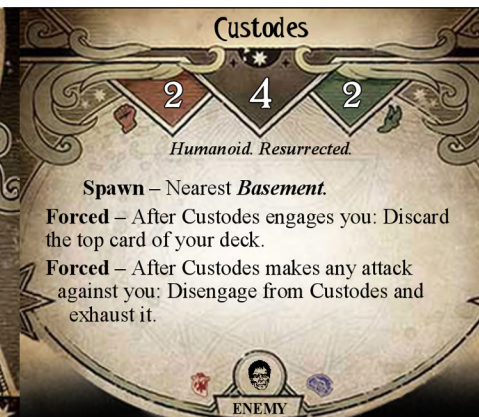 Custodes
2 4 2
Humanoid. Resurrected.
Spawn – Nearest Basement.
Forced – After Custodes engages you: Discard
the top card of your deck.
Forced – After Custodes makes any attack
against you: Disengage from Custodes and
exhaust it.
ENEMY